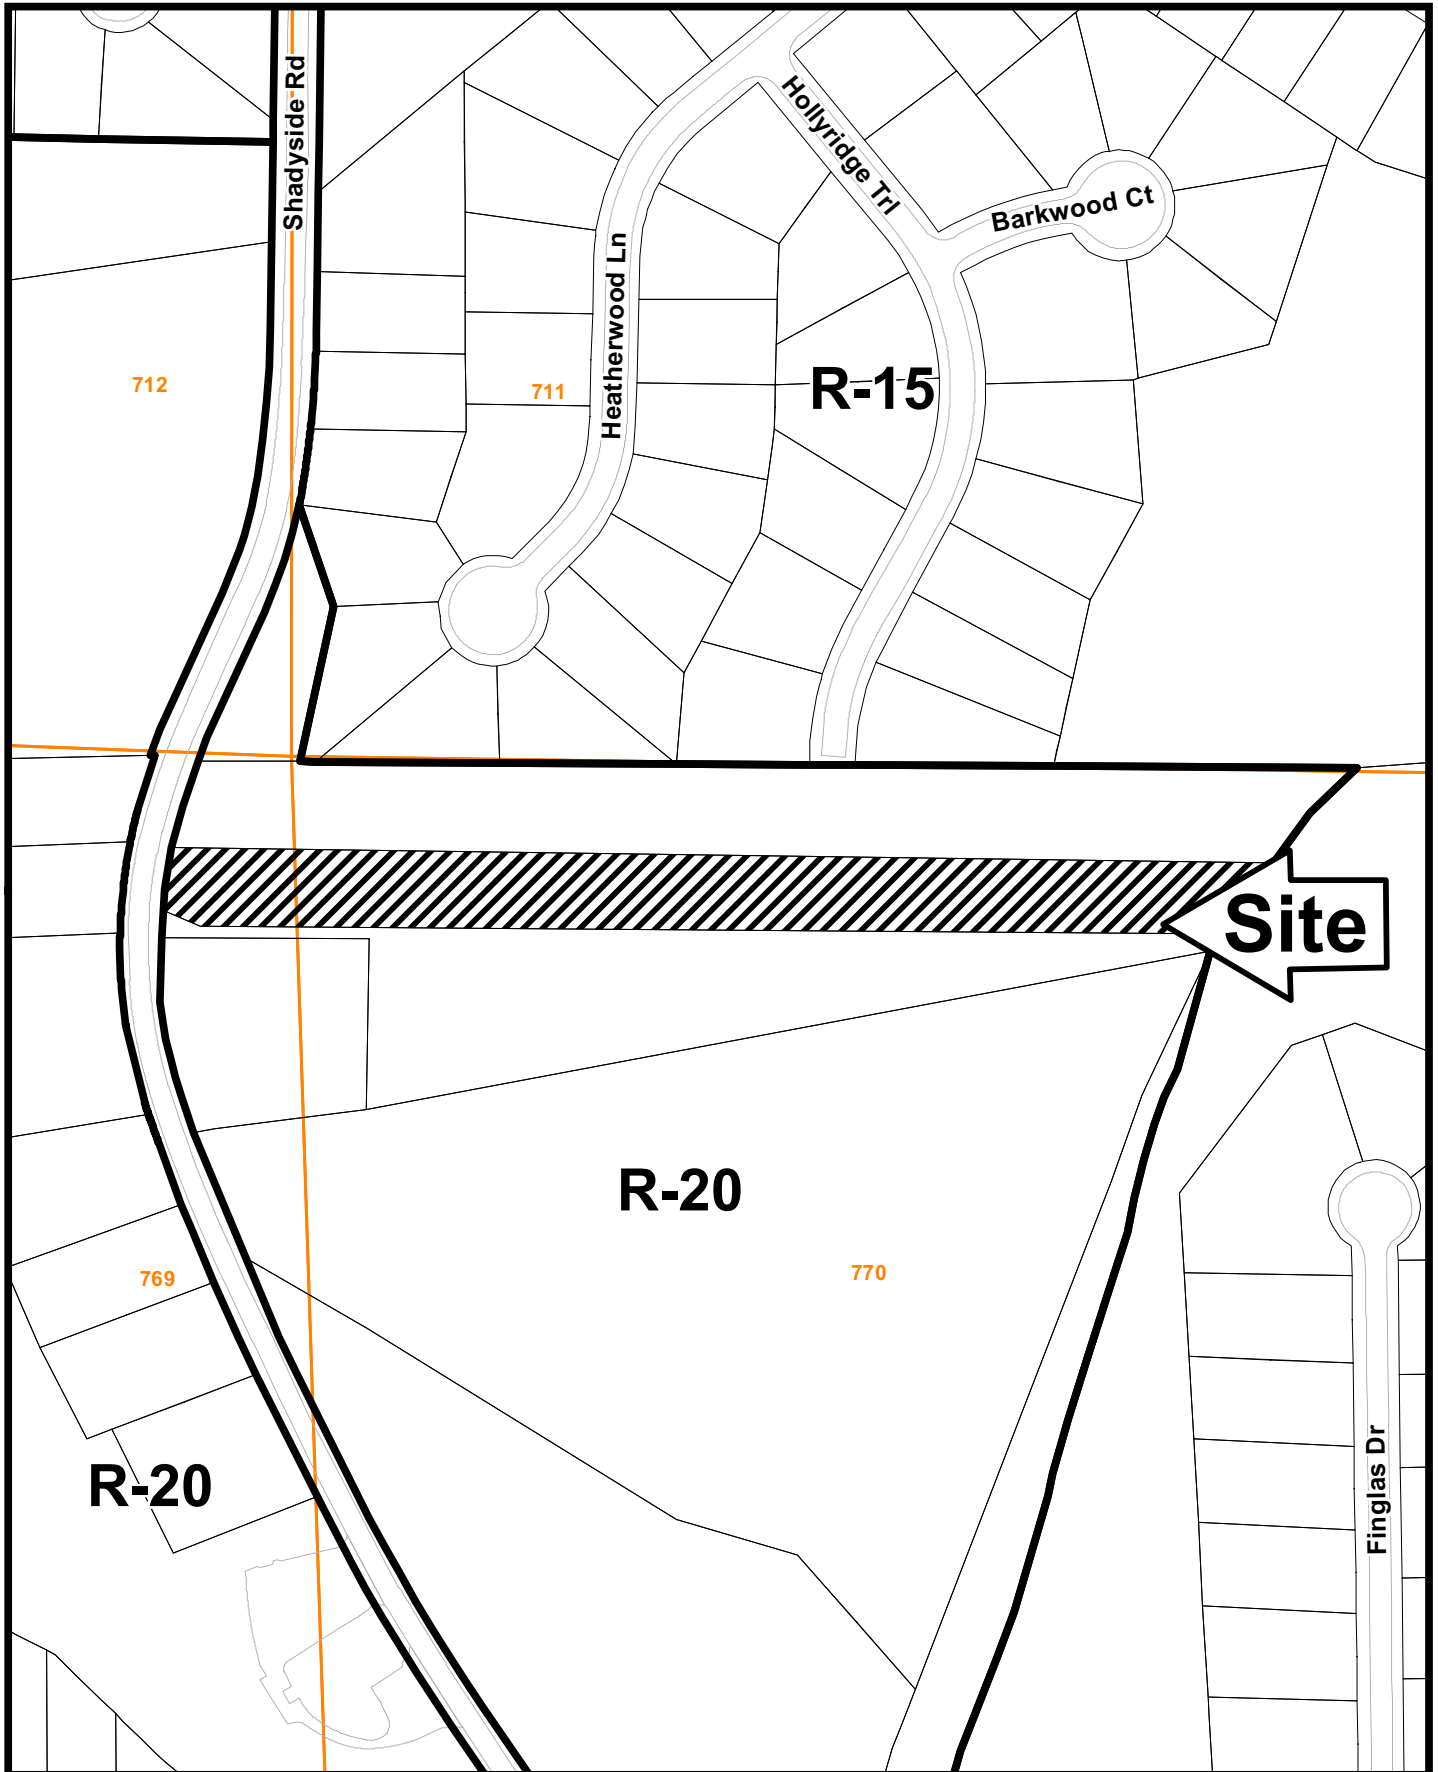 Shadyside Rd
Hollyridge Trl
Barkwood Ct
Heatherwood Ln
712
711
R-15
Site
R-20
769
770
R-20
Finglas Dr